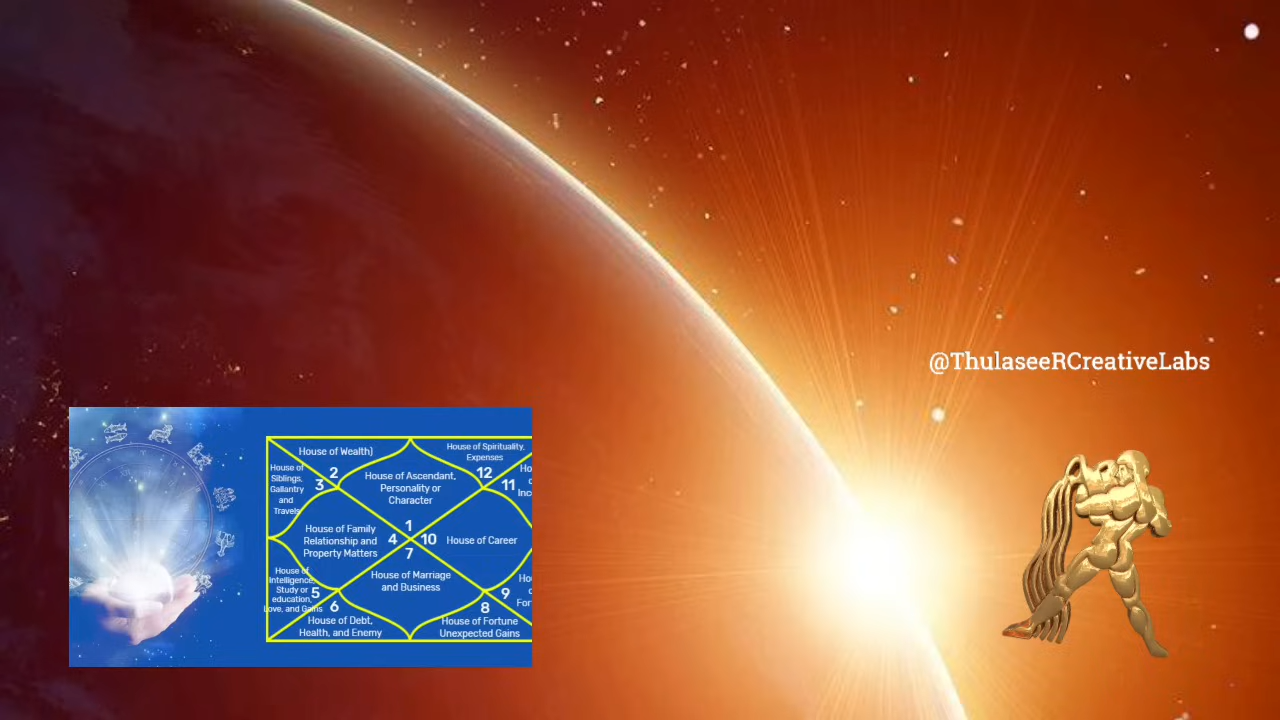 @ThulaseeRCreativeLabs
House of Wealth)
2
House of
Siblings,
Gallantry
and
Travels
3
House of Ascendant,
Personality or
Character
1
House of Spirituality,
Expenses
12
11
House of Family
Relationship and
Property Matters
4
10
House of Career
7
House of Marriage
and Business
House of
Intelligence,
Study or
education,
Love, and Gains
5
6
House of Debt,
Health, and Enemy
8
House of Fortune
Unexpected Gains
9